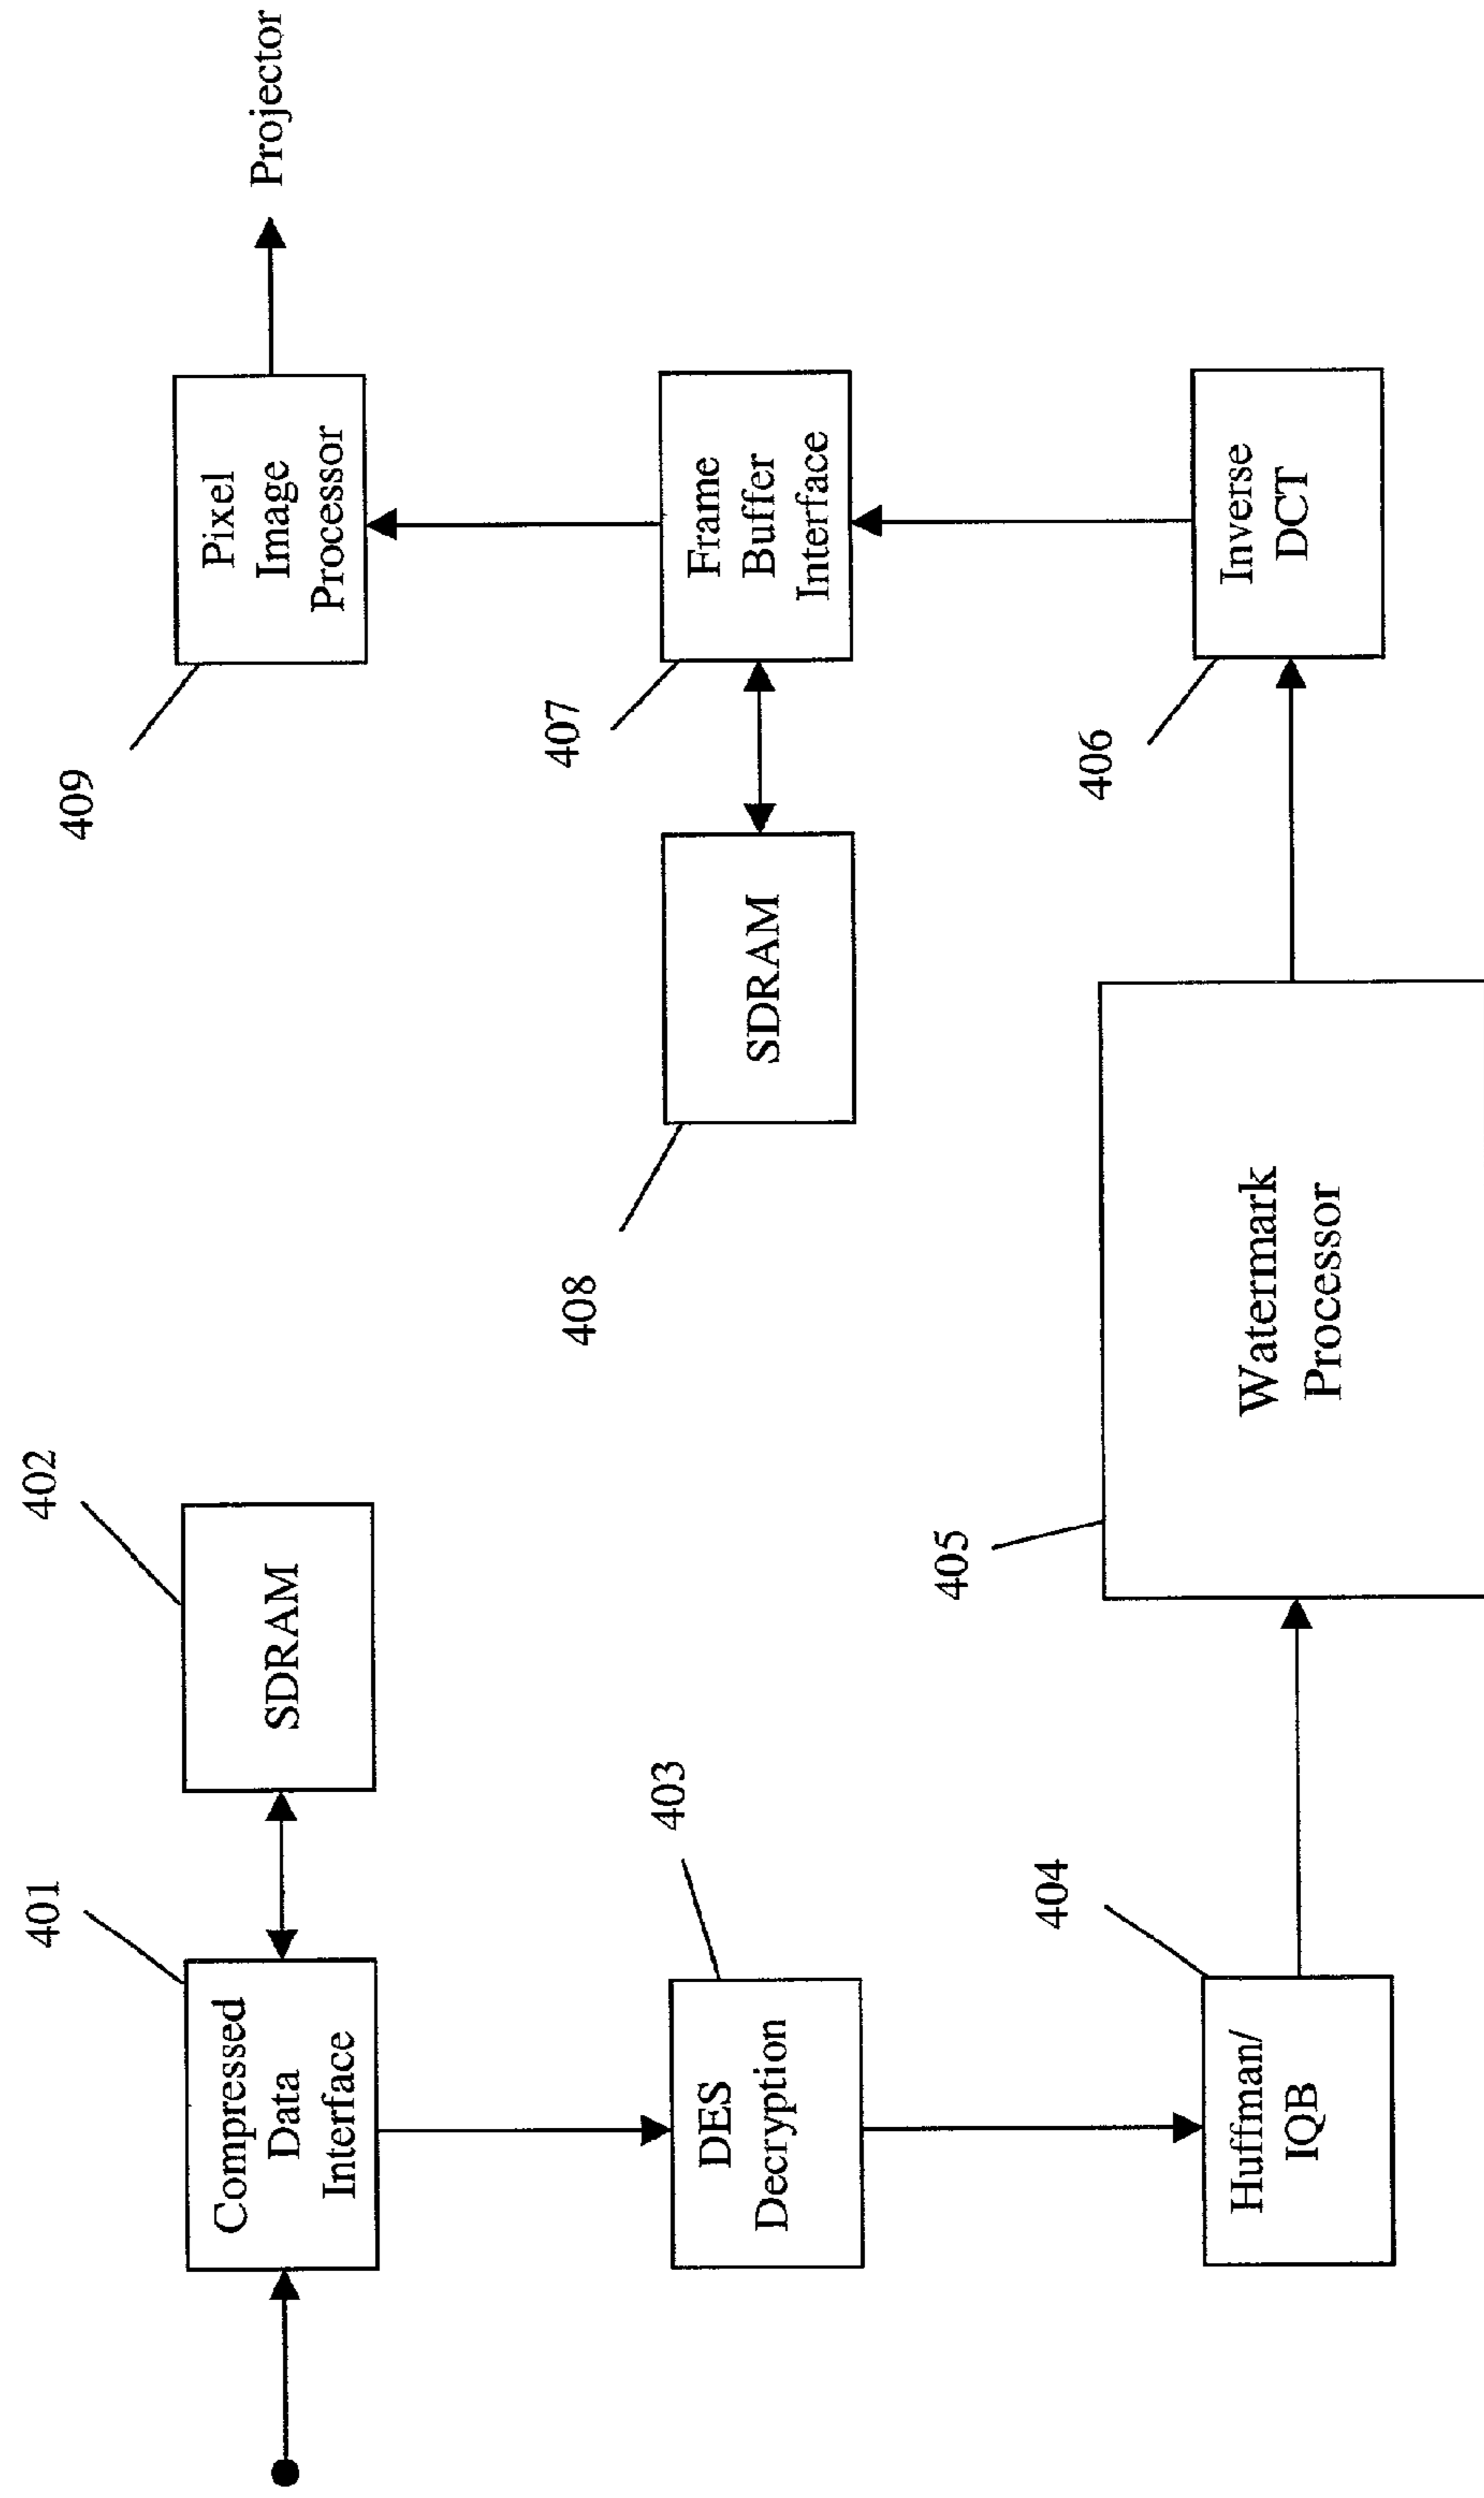 401
402
Compressed
Data
Interface
SDRAM
409
Pixel
Image
Processor
Projector
403
DES
Decryption
408
SDRAM
407
Frame
Buffer
Interface
404
Huffman/
IQB
405
Watermark
Processor
406
Inverse
DCT